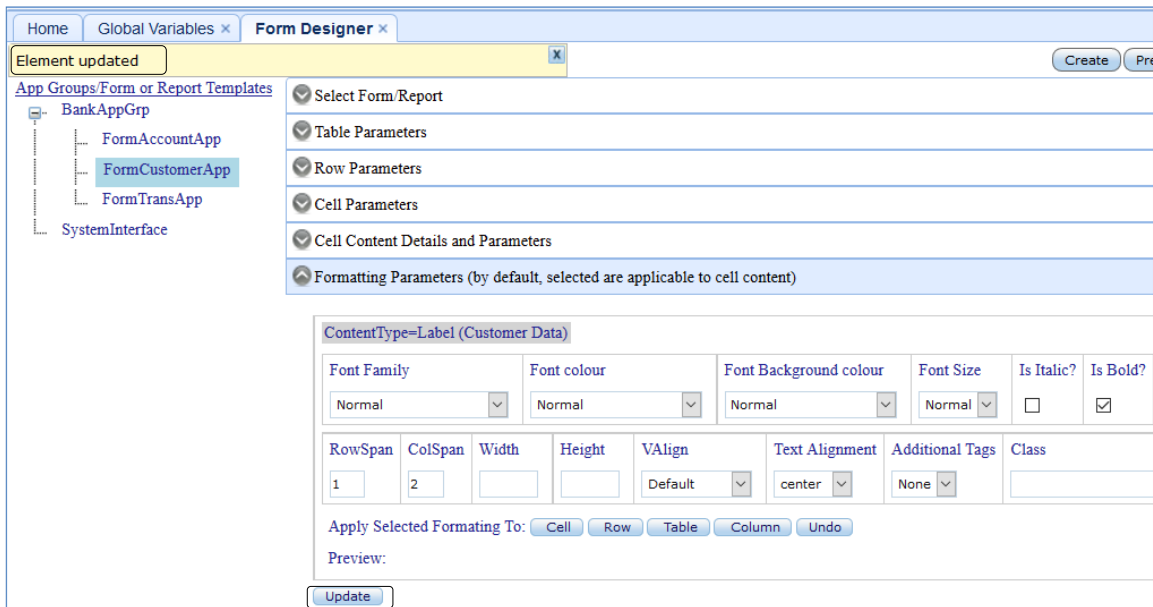 Home Global Variables × Form Designer ×
Element updated x Create Pre
App Groups/Form or Report Templates
BankAppGrp
FormAccountApp
FormCustomerApp
FormTransApp
SystemInterface
Select Form/Report
Table Parameters
Row Parameters
Cell Parameters
Cell Content Details and Parameters
Formatting Parameters (by default, selected are applicable to cell content)
ContentType=Label (Customer Data)
Font Family Font colour Font Background colour Font Size Is Italic? Is Bold?
Normal Normal Normal Normal
RowSpan ColSpan Width Height VAlign Text Alignment Additional Tags Class
1 2 Default center None
Apply Selected Formating To: Cell Row Table Column Undo
Preview:
Update